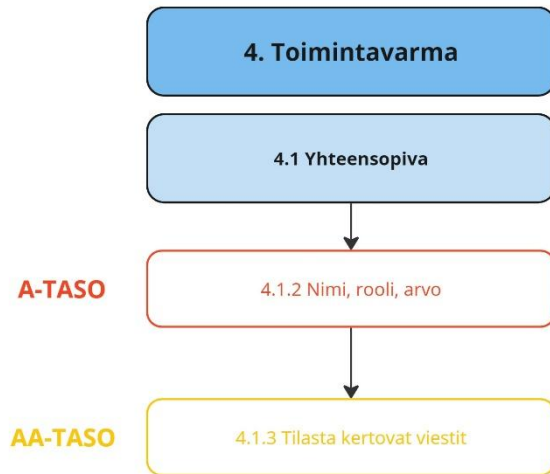 4. Toimintavarma
4.1 Yhteensopiva
A-TASO
4.1.2 Nimi, rooli, arvo
AA-TASO
4.1.3 Tilasta kertovat viestit